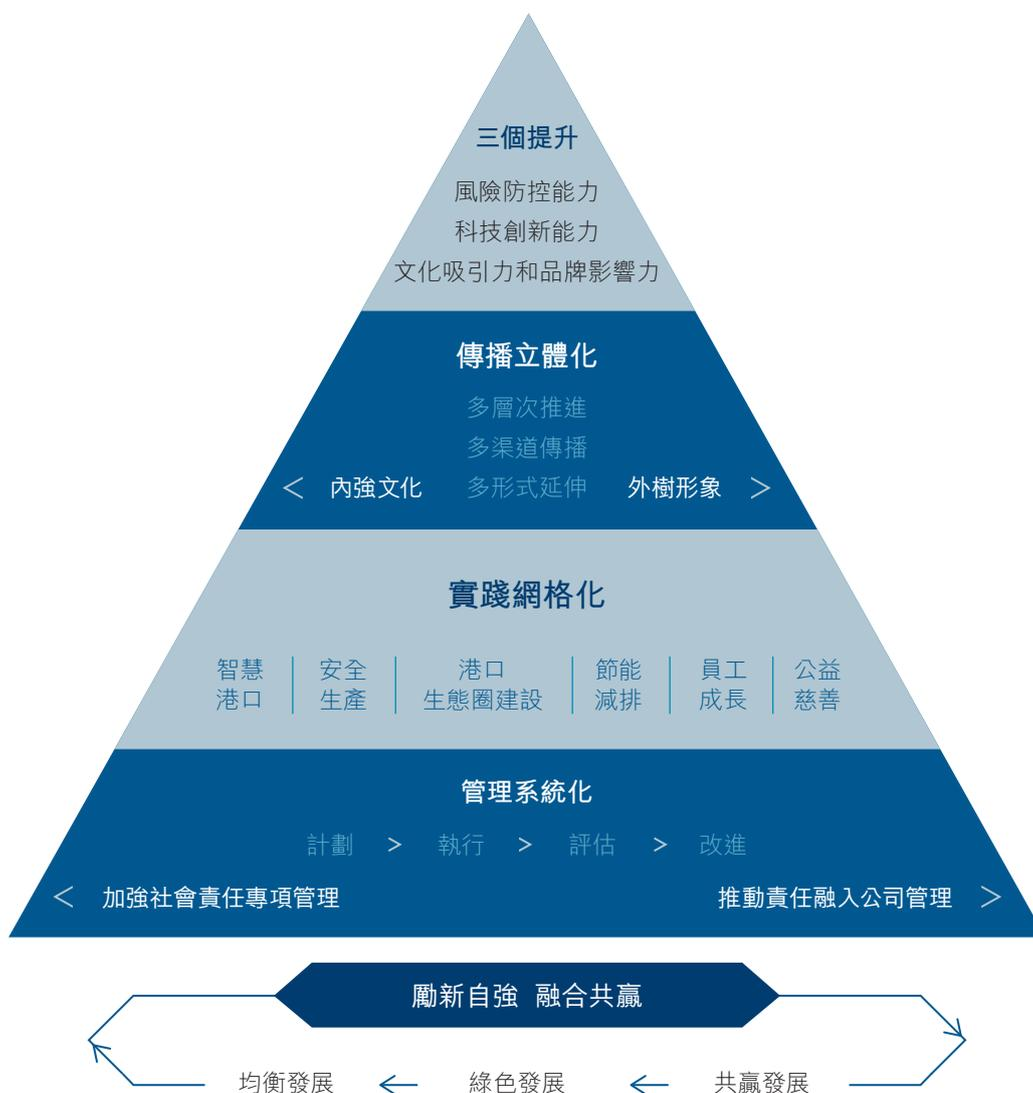 三個提升
風險防控能力
科技創新能力
文化吸引力和品牌影響力
傳播立體化
多層次推進
多渠道傳播
< 內強文化 多形式延伸 外樹形象 >
實踐網格化
智慧 安全 港口 節能 員工 公益
港口 生產 生態圈建設 減排 成長 慈善
管理系統化
計劃 > 執行 > 評估 > 改進
< 加強社會責任專項管理 推動責任融入公司管理 >
勵新自強 融合共贏
均衡發展 綠色發展 共贏發展